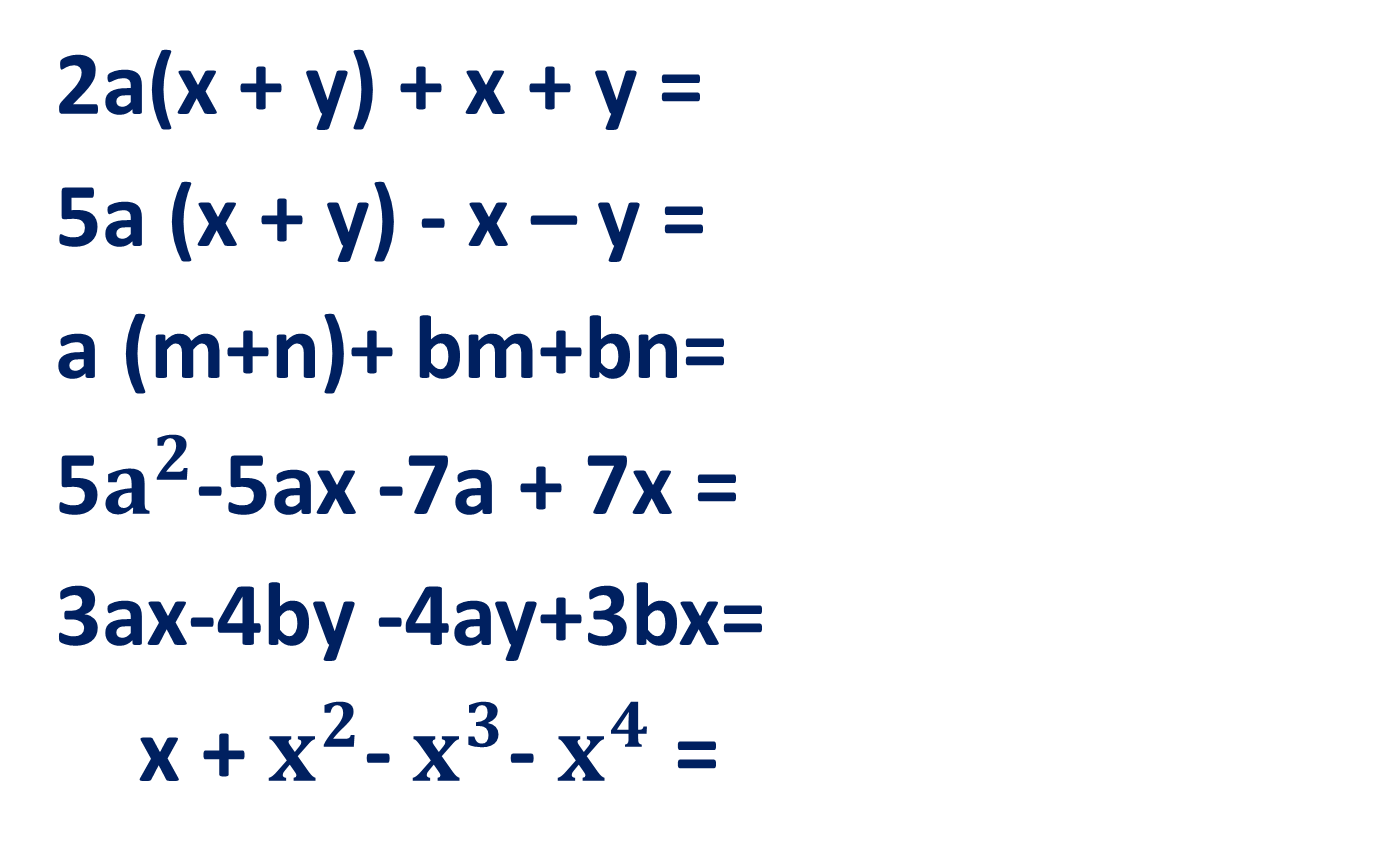 2a(x + y) + x + y =
5a (x + y) - x – y =
a (m+n)+ bm+bn=
5a²-5ax -7a + 7x =
3ax-4by -4ay+3bx=
x + x²- x³- x⁴ =